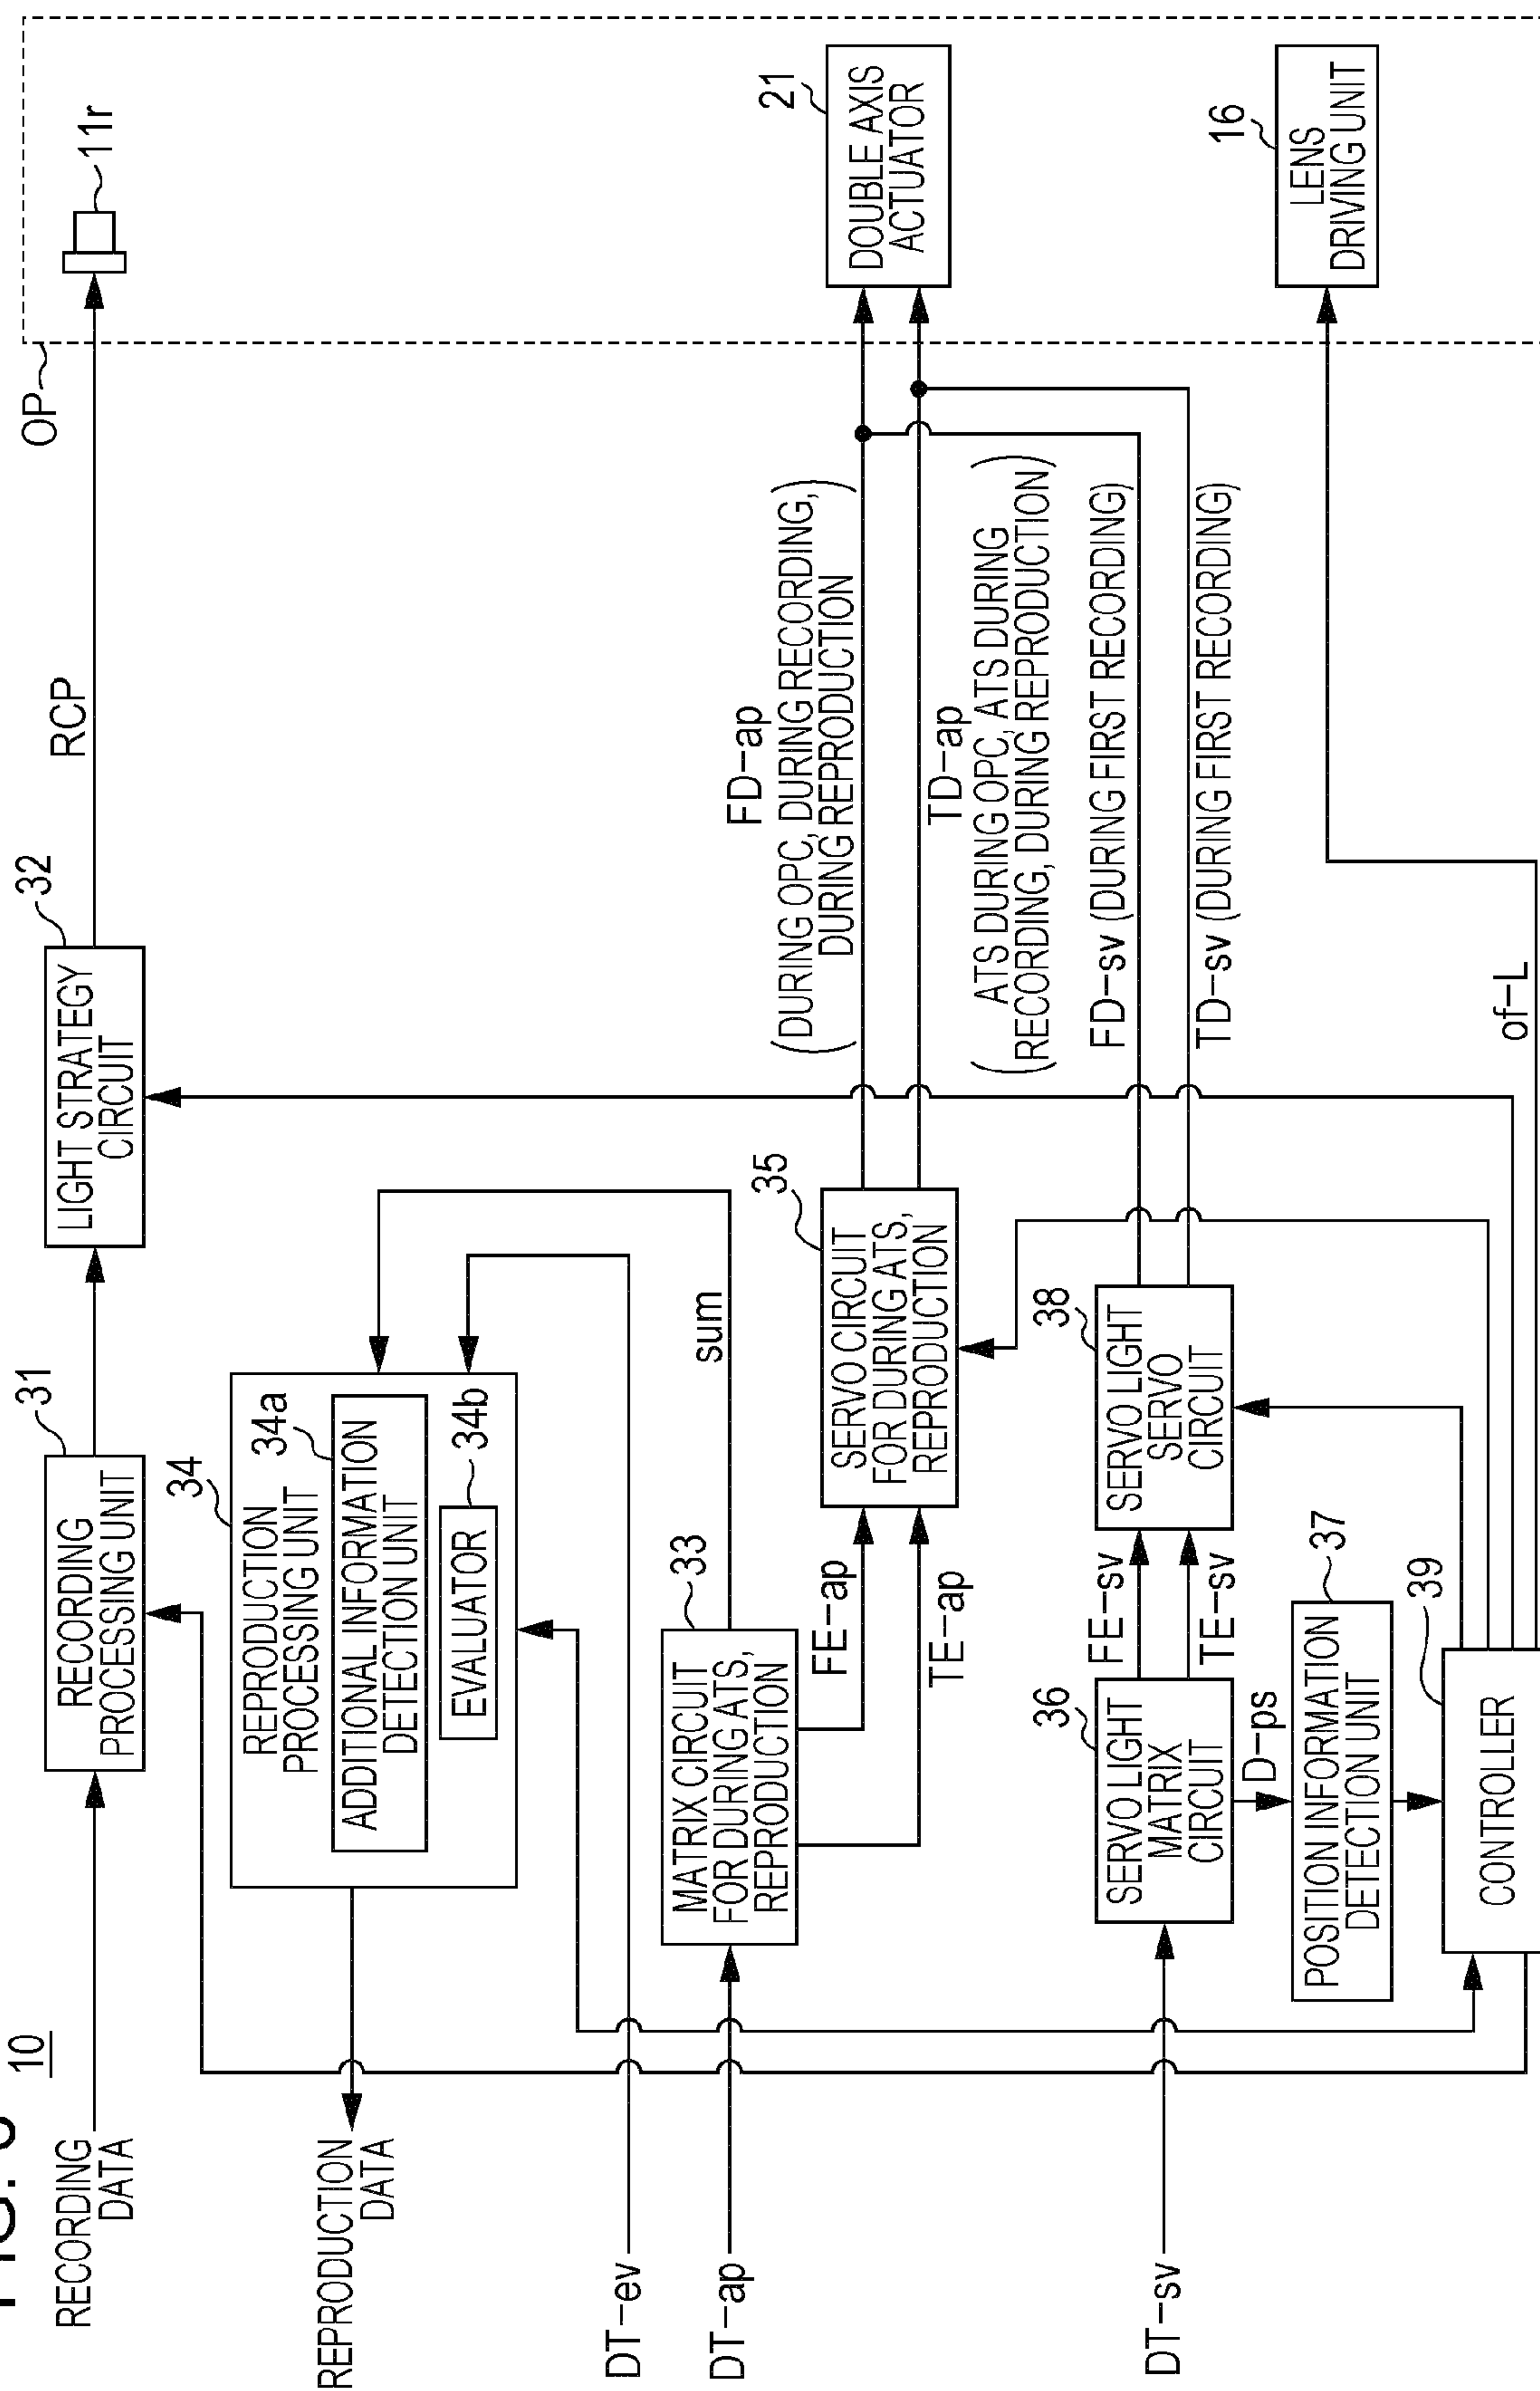 10
RECORDING
DATA
31
RECORDING
PROCESSING UNIT
32
LIGHT STRATEGY
CIRCUIT
RCP
OP
11r
REPRODUCTION
DATA
34
REPRODUCTION
PROCESSING UNIT
34a
ADDITIONAL INFORMATION
DETECTION UNIT
34b
EVALUATOR
DT-ev
sum
DT-ap
33
MATRIX CIRCUIT
FOR DURING ATS,
REPRODUCTION
FE-ap
TE-ap
35
SERVO CIRCUIT
FOR DURING ATS,
REPRODUCTION
FD-ap
(DURING OPC, DURING RECORDING,
DURING REPRODUCTION)
TD-ap
(ATS DURING OPC, ATS DURING
RECORDING, DURING REPRODUCTION)
21
DOUBLE AXIS
ACTUATOR
DT-sv
36
SERVO LIGHT
MATRIX
CIRCUIT
FE-sv
TE-sv
38
SERVO LIGHT
SERVO
CIRCUIT
FD-sv (DURING FIRST RECORDING)
TD-sv (DURING FIRST RECORDING)
16
LENS
DRIVING UNIT
D-ps
37
POSITION INFORMATION
DETECTION UNIT
39
CONTROLLER
of-L